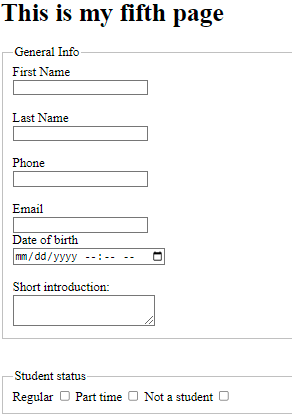 This is my fifth page
General Info
First Name
Last Name
Phone
Email
Date of birth
mm/dd/yyyy --:-- --
Short introduction:
Student status
Regular Part time Not a student